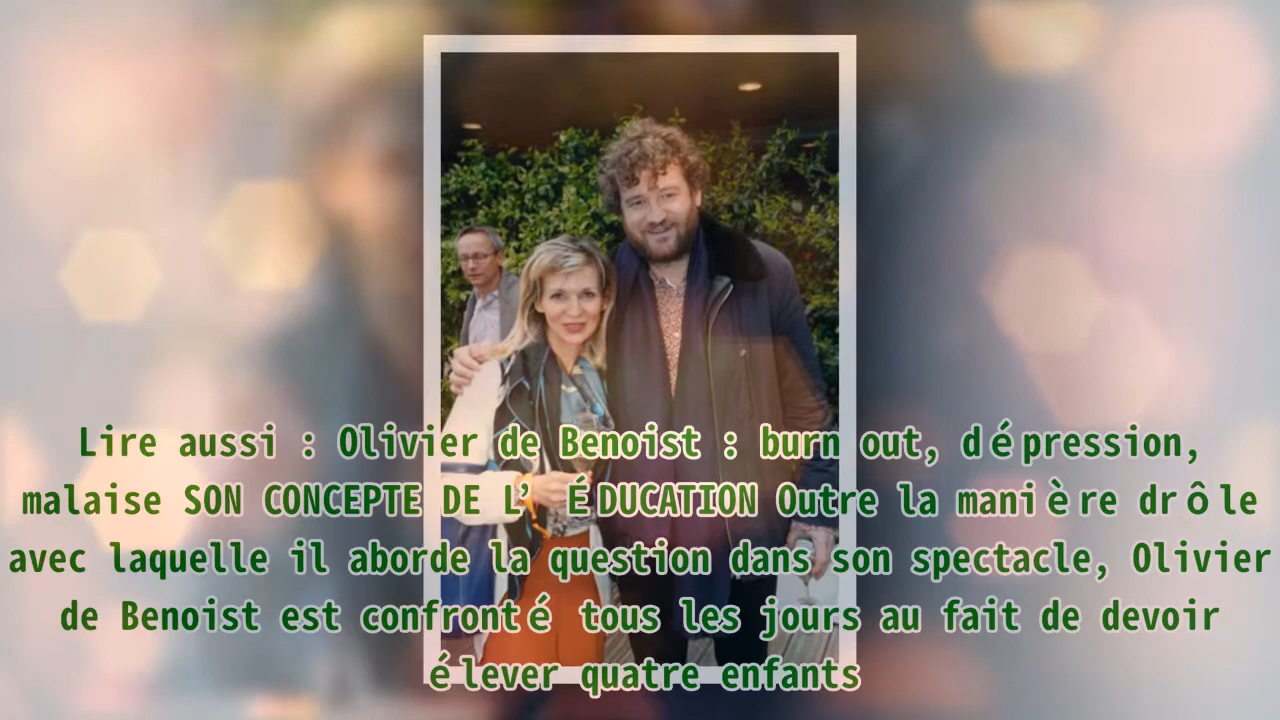 Lire aussi : Olivier de Benoist : burn out, dépression,
malaise SON CONCEPTE DE L’ ÉDUCATION Outre la manière drôle
avec laquelle il aborde la question dans son spectacle, Olivier
de Benoist est confronté tous les jours au fait de devoir
élever quatre enfants